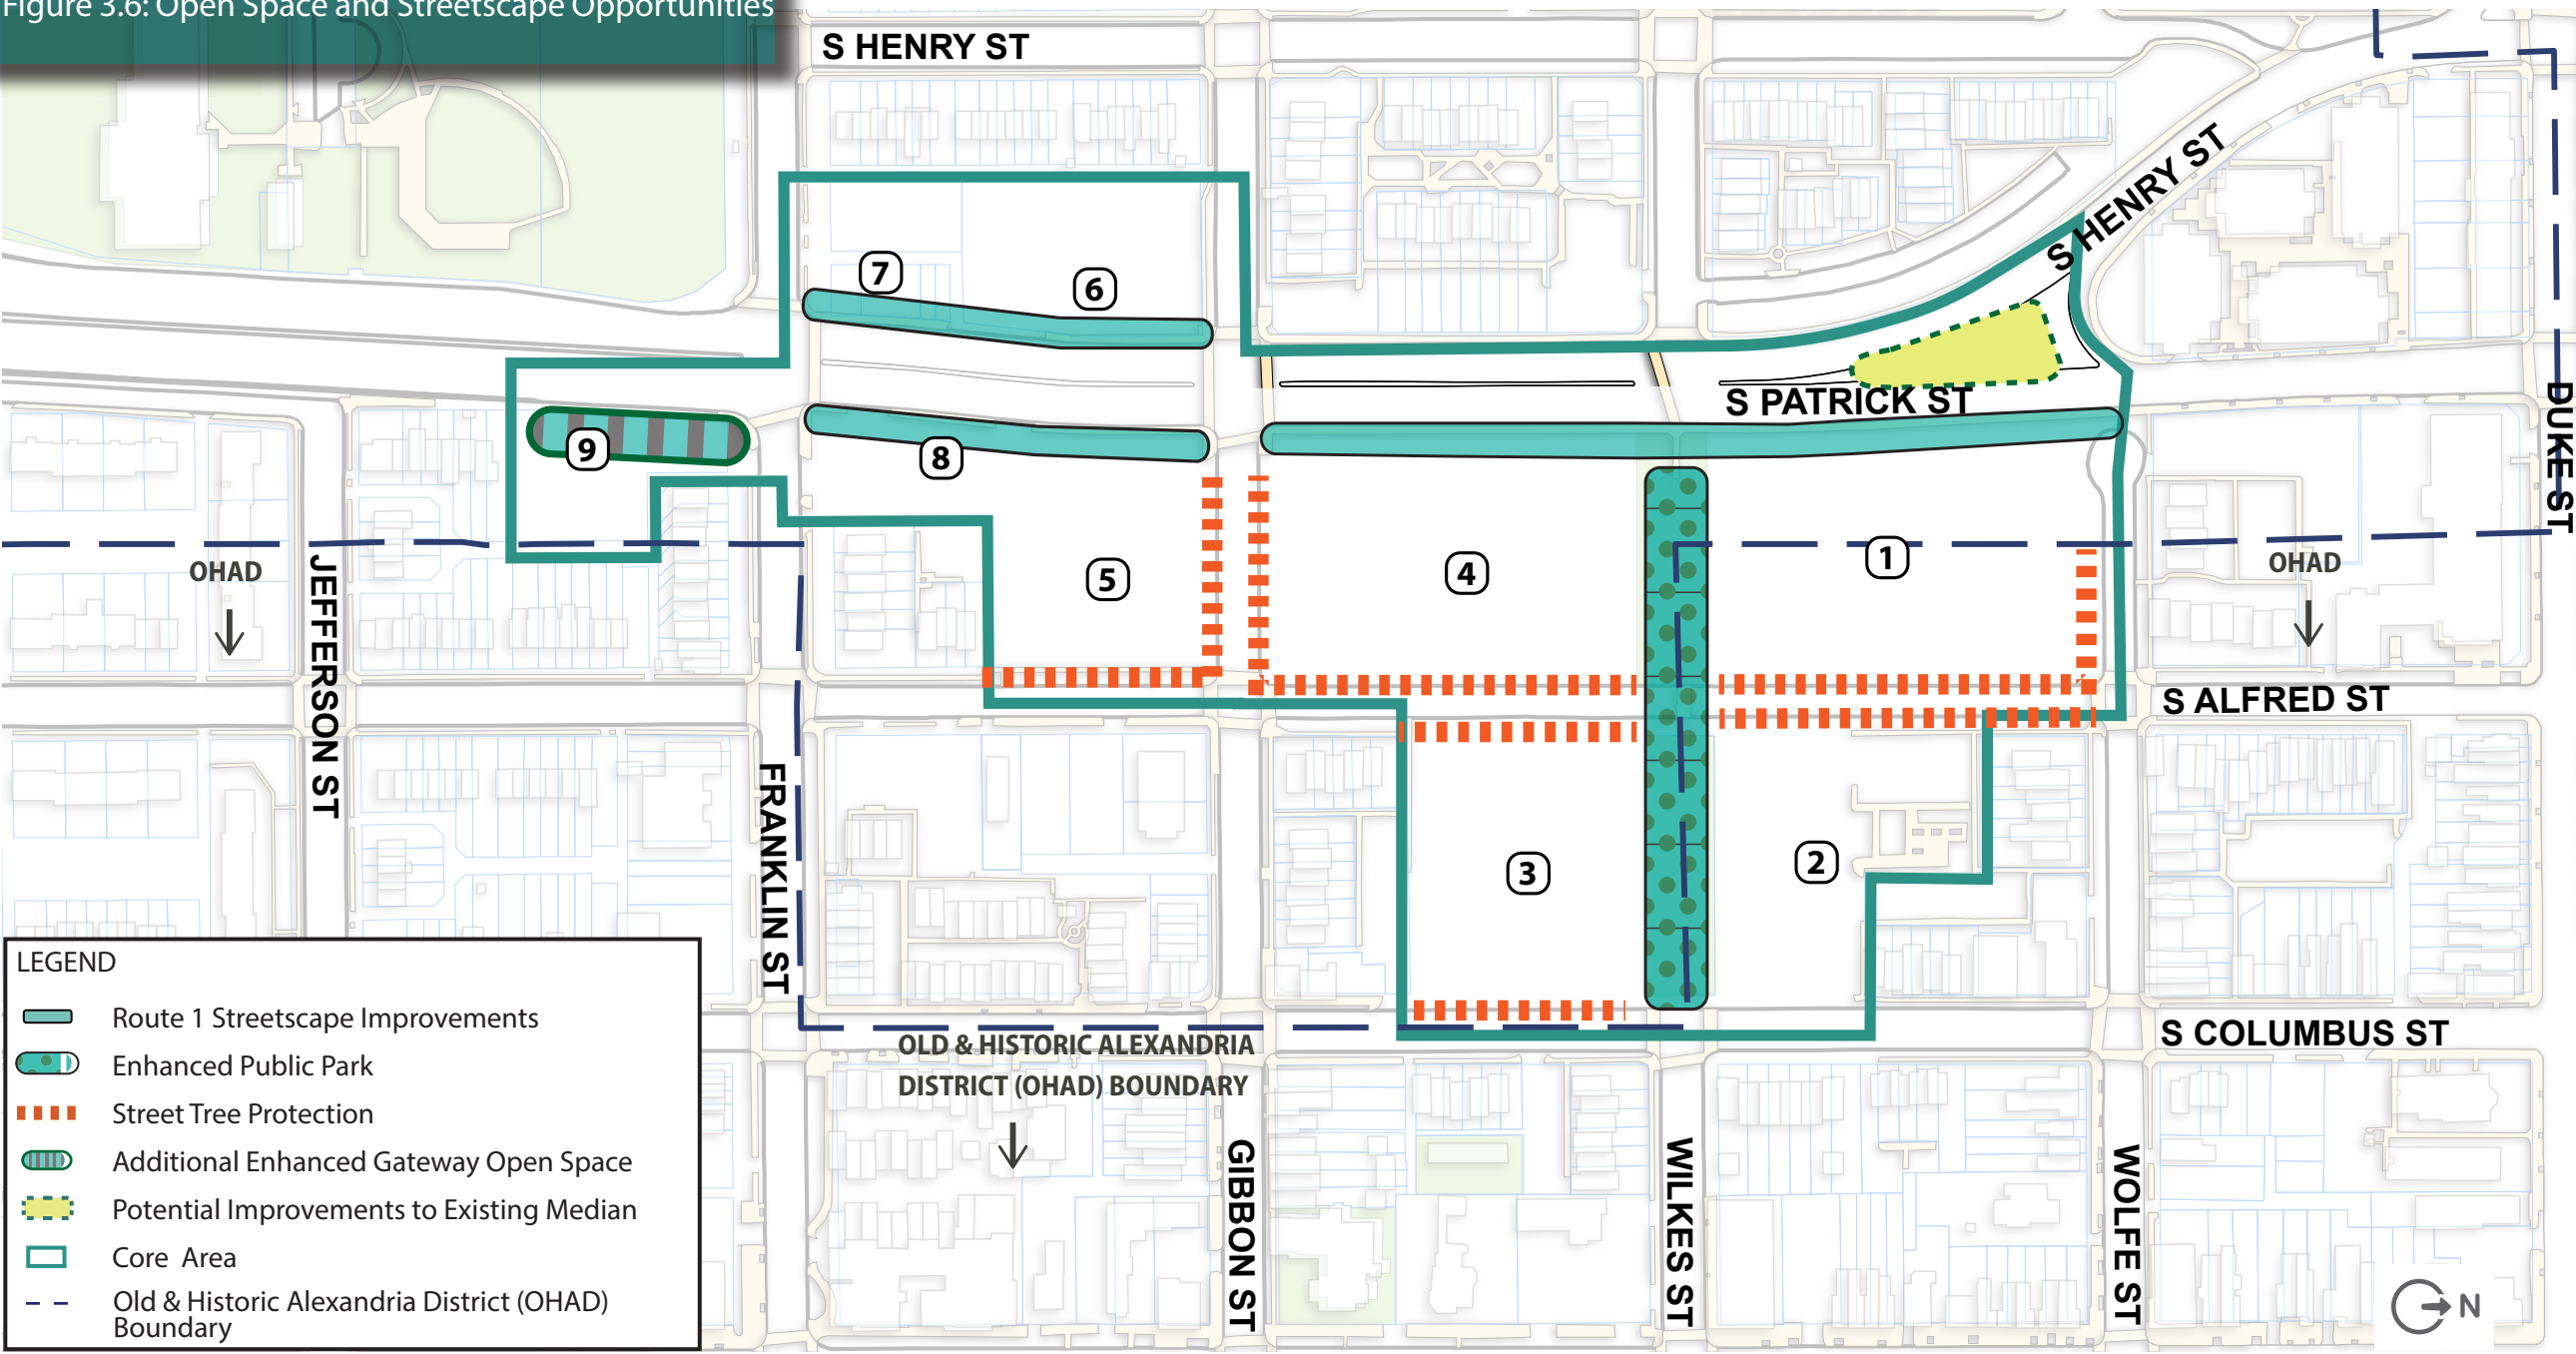 Figure 3.6: Open Space and Streetscape Opportunities
S HENRY ST
S HENRY ST
7
6
S PATRICK ST
DUKE ST
9
8
OHAD
JEFFERSON ST
5
4
1
OHAD
S ALFRED ST
FRANKLIN ST
3
2
S COLUMBUS ST
OLD & HISTORIC ALEXANDRIA
DISTRICT (OHAD) BOUNDARY
GIBBON ST
WILKES ST
WOLFE ST
N
LEGEND
Route 1 Streetscape Improvements
Enhanced Public Park
Street Tree Protection
Additional Enhanced Gateway Open Space
Potential Improvements to Existing Median
Core Area
Old & Historic Alexandria District (OHAD)
Boundary